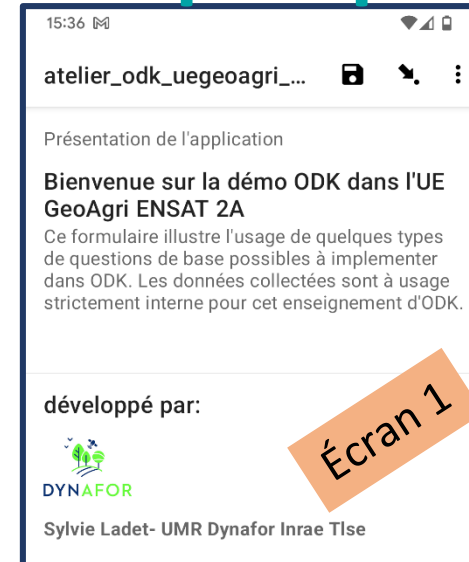 15:36
atelier_odk_uegeoagri_...
Présentation de l'application
Bienvenue sur la démo ODK dans l'UE
GeoAgri ENSAT 2A
Ce formulaire illustre l'usage de quelques types
de questions de base possibles à implementer
dans ODK. Les données collectées sont à usage
strictement interne pour cet enseignement d'ODK.
développé par:
Écran 1
DYNAFOR
Sylvie Ladet- UMR Dynafor Inrae Tlse